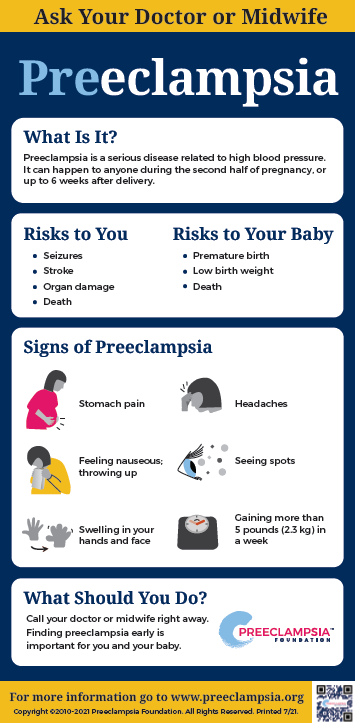 Ask Your Doctor or Midwife
Preeclampsia
What Is It?
Preeclampsia is a serious disease related to high blood pressure.
It can happen to anyone during the second half of pregnancy, or
up to 6 weeks after delivery.
Risks to You
• Seizures
• Stroke
• Organ damage
• Death
Risks to Your Baby
• Premature birth
• Low birth weight
• Death
Signs of Preeclampsia
Stomach pain
Headaches
Feeling nauseous;
throwing up
Seeing spots
Swelling in your
hands and face
Gaining more than
5 pounds (2.3 kg) in
a week
What Should You Do?
Call your doctor or midwife right away.
Finding preeclampsia early is
important for you and your baby.
PREECLAMPSIA™
FOUNDATION
For more information go to www.preeclampsia.org
Copyright ©2010-2021 Preeclampsia Foundation. All Rights Reserved. Printed 7/21.